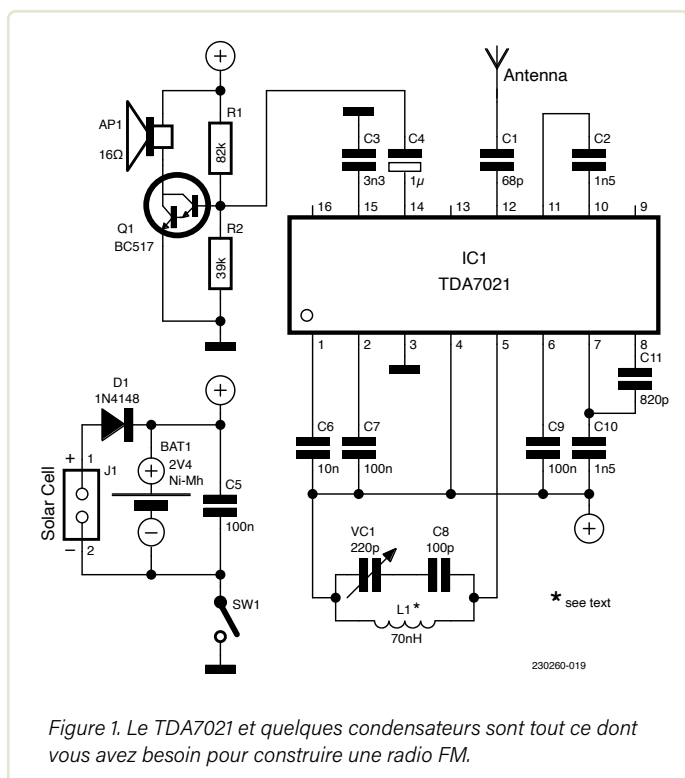 Antenna
AP1
16Ω
R1
82k
C3
3n3
C4
1µ
C1
68p
C2
1n5
16
15
14
13
12
11
10
9
Q1
BC517
R2
39k
IC1
TDA7021
1
2
3
4
5
6
7
8
C11
820p
D1
1N4148
C6
10n
C7
100n
C9
100n
C10
1n5
Solar Cell
+
1
J1
−
2
BAT1
2V4
Ni-Mh
+
−
C5
100n
SW1
VC1
220p
C8
100p
L1*
70nH
* see text
230260-019
Figure 1. Le TDA7021 et quelques condensateurs sont tout ce dont
vous avez besoin pour construire une radio FM.